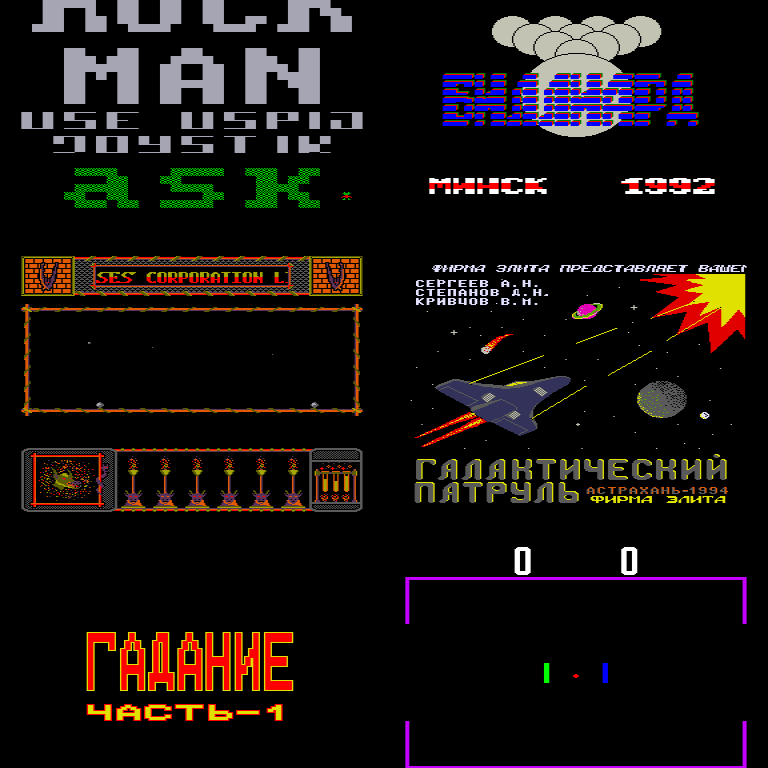 ROCK
MAN
USE USPID
JOYSTIK
ask.
БИЛЛИАРД
МИНСК 1992
SES CORPORATION L.
ФИРМА ЭЛИТА ПРЕДСТАВЛЯЕТ ВАШЕМ
СЕРГЕЕВ А.Н.
СТЕПАНОВ Д.Н.
КРИВЧОВ В.М.
ГАЛАКТИЧЕСКИЙ
ПАТРУЛЬ АСТРАХАНЬ-1994
ФИРМА ЭЛИТА
ГАДАНИЕ
ЧАСТЬ-1
0 0